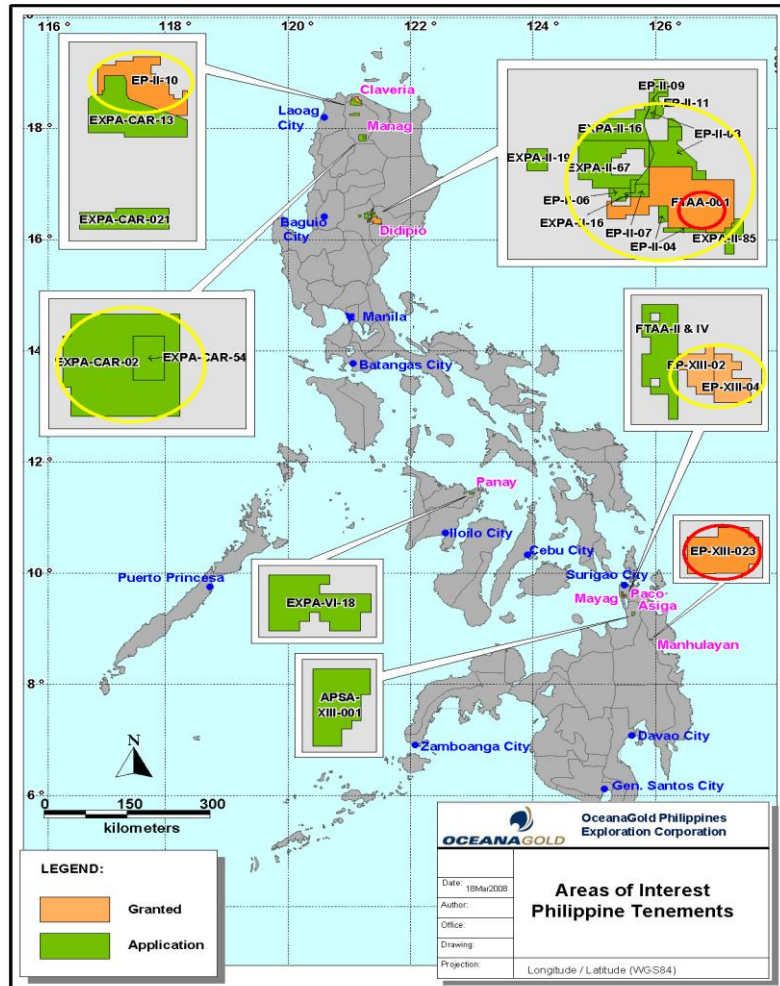 116 °
118 °
120 °
122 °
124 °
126 °
18 °
16 °
14 °
12 °
10 °
8 °
6 °
EP-II-10
EXPA-CAR-13
EXPA-CAR-021
Claveria
Laoag
City
Manag
Baguio
City
Didipio
EP-II-09
EP-II-11
EXPA-II-16
EP-II-03
EXPA-II-19
EXPA-II-67
EP-II-06
FTAA-001
EXPA-II-16
EP-II-07
EP-II-04
EXPA-II-85
EXPA-CAR-02
EXPA-CAR-54
Manila
Batangas City
FTAA-II & IV
EP-XIII-02
EP-XIII-04
Panay
Iloilo City
Cebu City
Surigao City
Puerto Princesa
Mayag
Paco
Asiga
EP-XIII-023
Manhulayan
EXPA-VI-18
APSA-
XIII-001
Zamboanga City
Davao City
Gen. Santos City
N
0
150
300
kilometers
LEGEND:
Granted
Application
OCEANAGOLD
OceanaGold Philippines
Exploration Corporation
Date: 18Mar2008
Author:
Office:
Drawing:
Projection:
Areas of Interest
Philippine Tenements
Longitude / Latitude (WGS84)